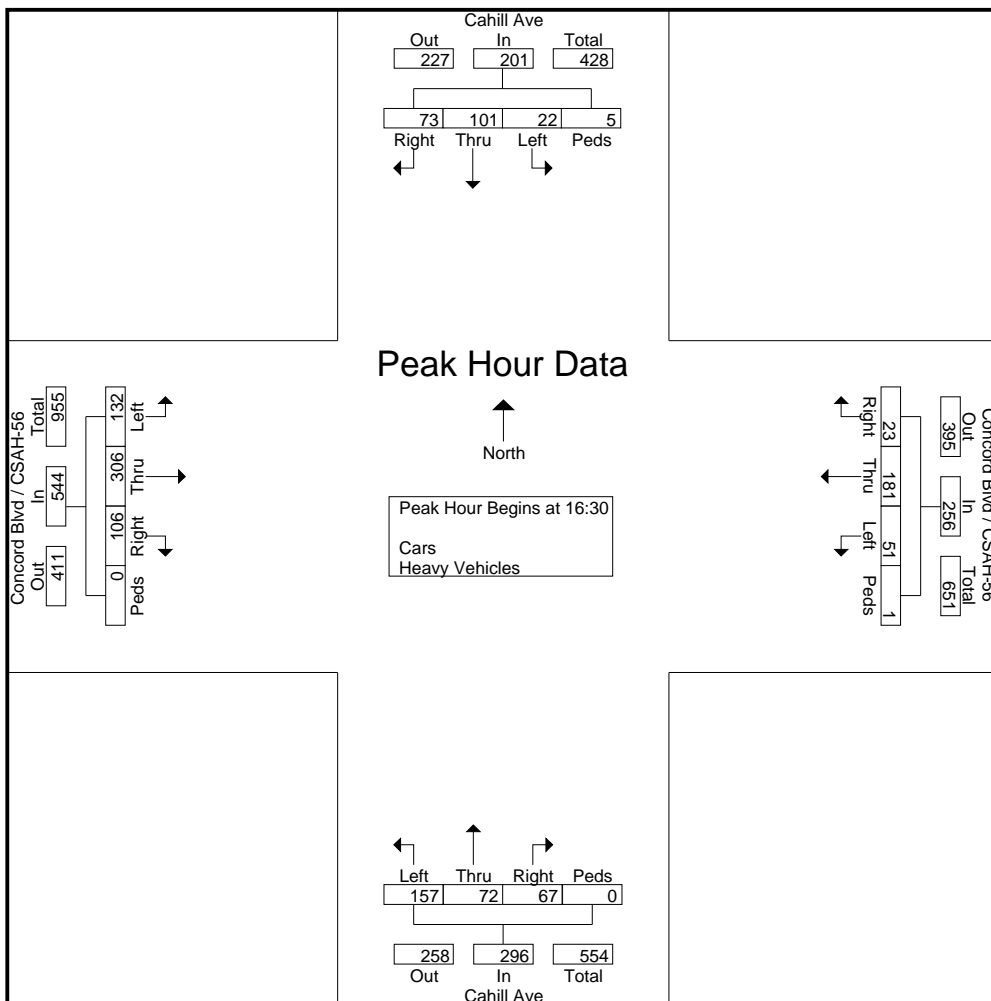 Cahill Ave
Out In Total
227 201 428
73 101 22 5
Right Thru Left Peds
Peak Hour Data
North
Peak Hour Begins at 16:30
Cars
Heavy Vehicles
Concord Blvd / CSAH-56
Total In Out
955 544 411
132 306 106 0
Left Thru Right Peds
Concord Blvd / CSAH-56
Out In Total
395 256 651
23 181 51 1
Right Thru Left Peds
Left Thru Right Peds
157 72 67 0
258 296 554
Out In Total
Cahill Ave